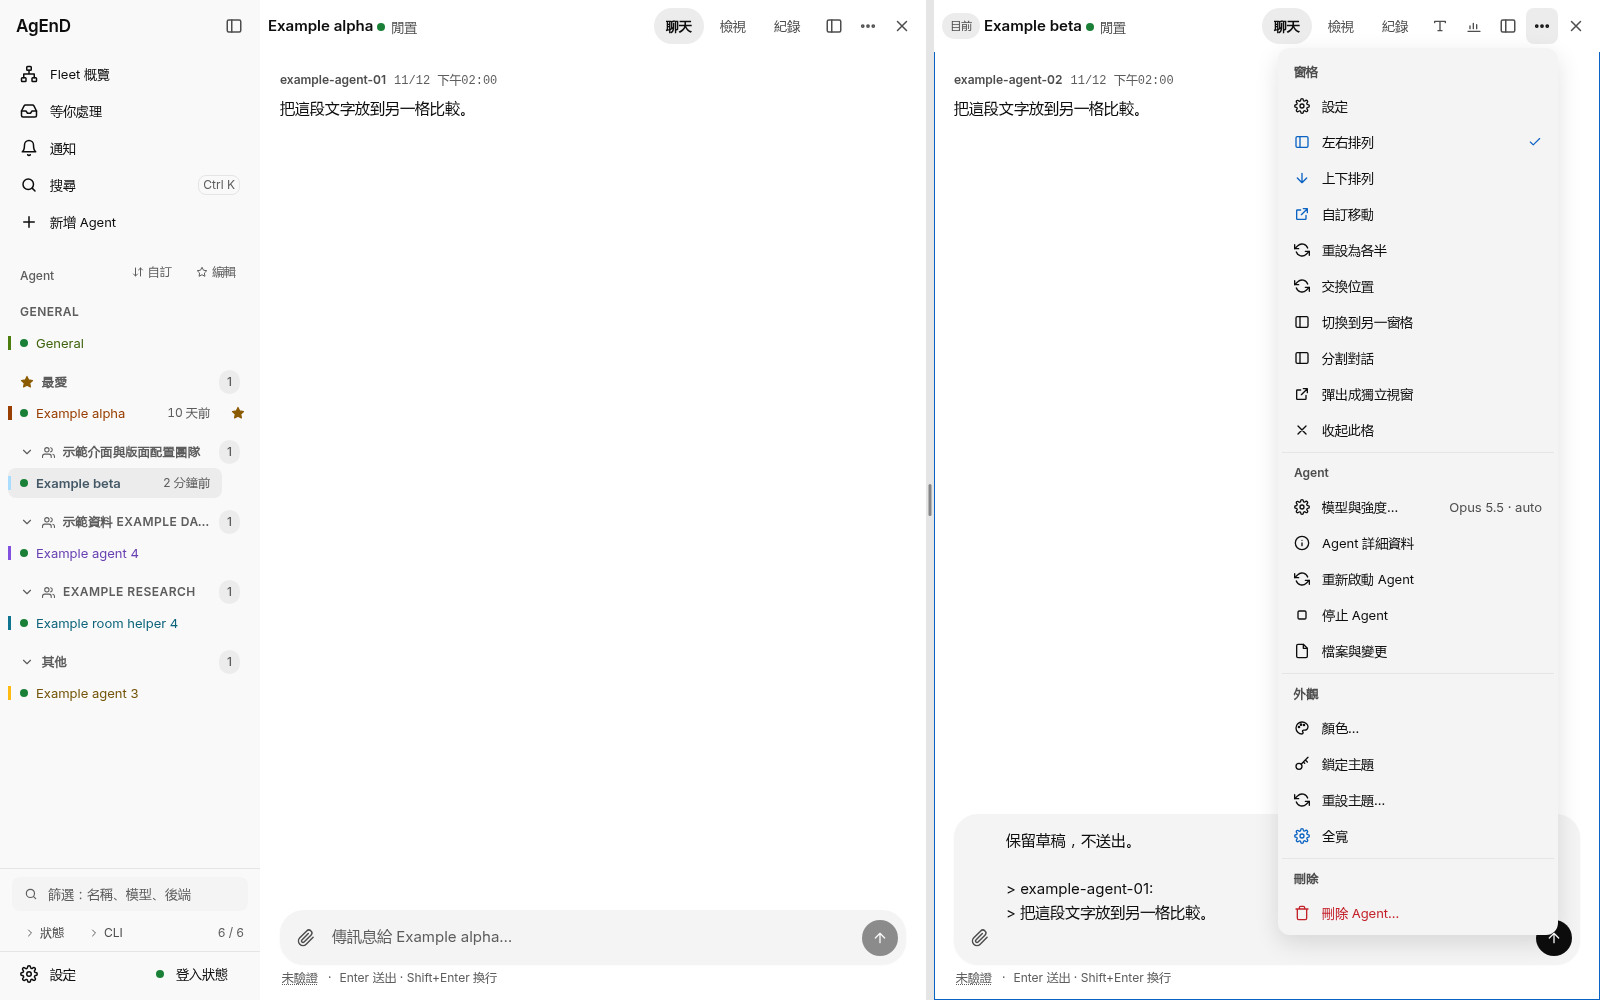 AgEnD
Fleet 概覽
等你處理
通知
搜尋 Ctrl K
新增 Agent
Agent 自訂 編輯
GENERAL
General
最愛 1
Example alpha 10 天前
示範介面與版面配置團隊 1
Example beta 2 分鐘前
示範資料 EXAMPLE DA... 1
Example agent 4
EXAMPLE RESEARCH 1
Example room helper 4
其他 1
Example agent 3
篩選：名稱、模型、後端
狀態 CLI 6 / 6
設定 登入狀態
Example alpha 閒置 聊天 檢視 紀錄
example-agent-01 11/12 下午02:00
把這段文字放到另一格比較。
傳訊息給 Example alpha...
未驗證 · Enter 送出 · Shift+Enter 換行
目前 Example beta 閒置 聊天 檢視 紀錄
example-agent-02 11/12 下午02:00
把這段文字放到另一格比較。
保留草稿，不送出。
> example-agent-01:
> 把這段文字放到另一格比較。
未驗證 · Enter 送出 · Shift+Enter 換行
窗格
設定
左右排列
上下排列
自訂移動
重設為各半
交換位置
切換到另一窗格
分割對話
彈出成獨立視窗
收起此格
Agent
模型與強度... Opus 5.5 · auto
Agent 詳細資料
重新啟動 Agent
停止 Agent
檔案與變更
外觀
顏色...
鎖定主題
重設主題...
全寬
刪除
刪除 Agent...